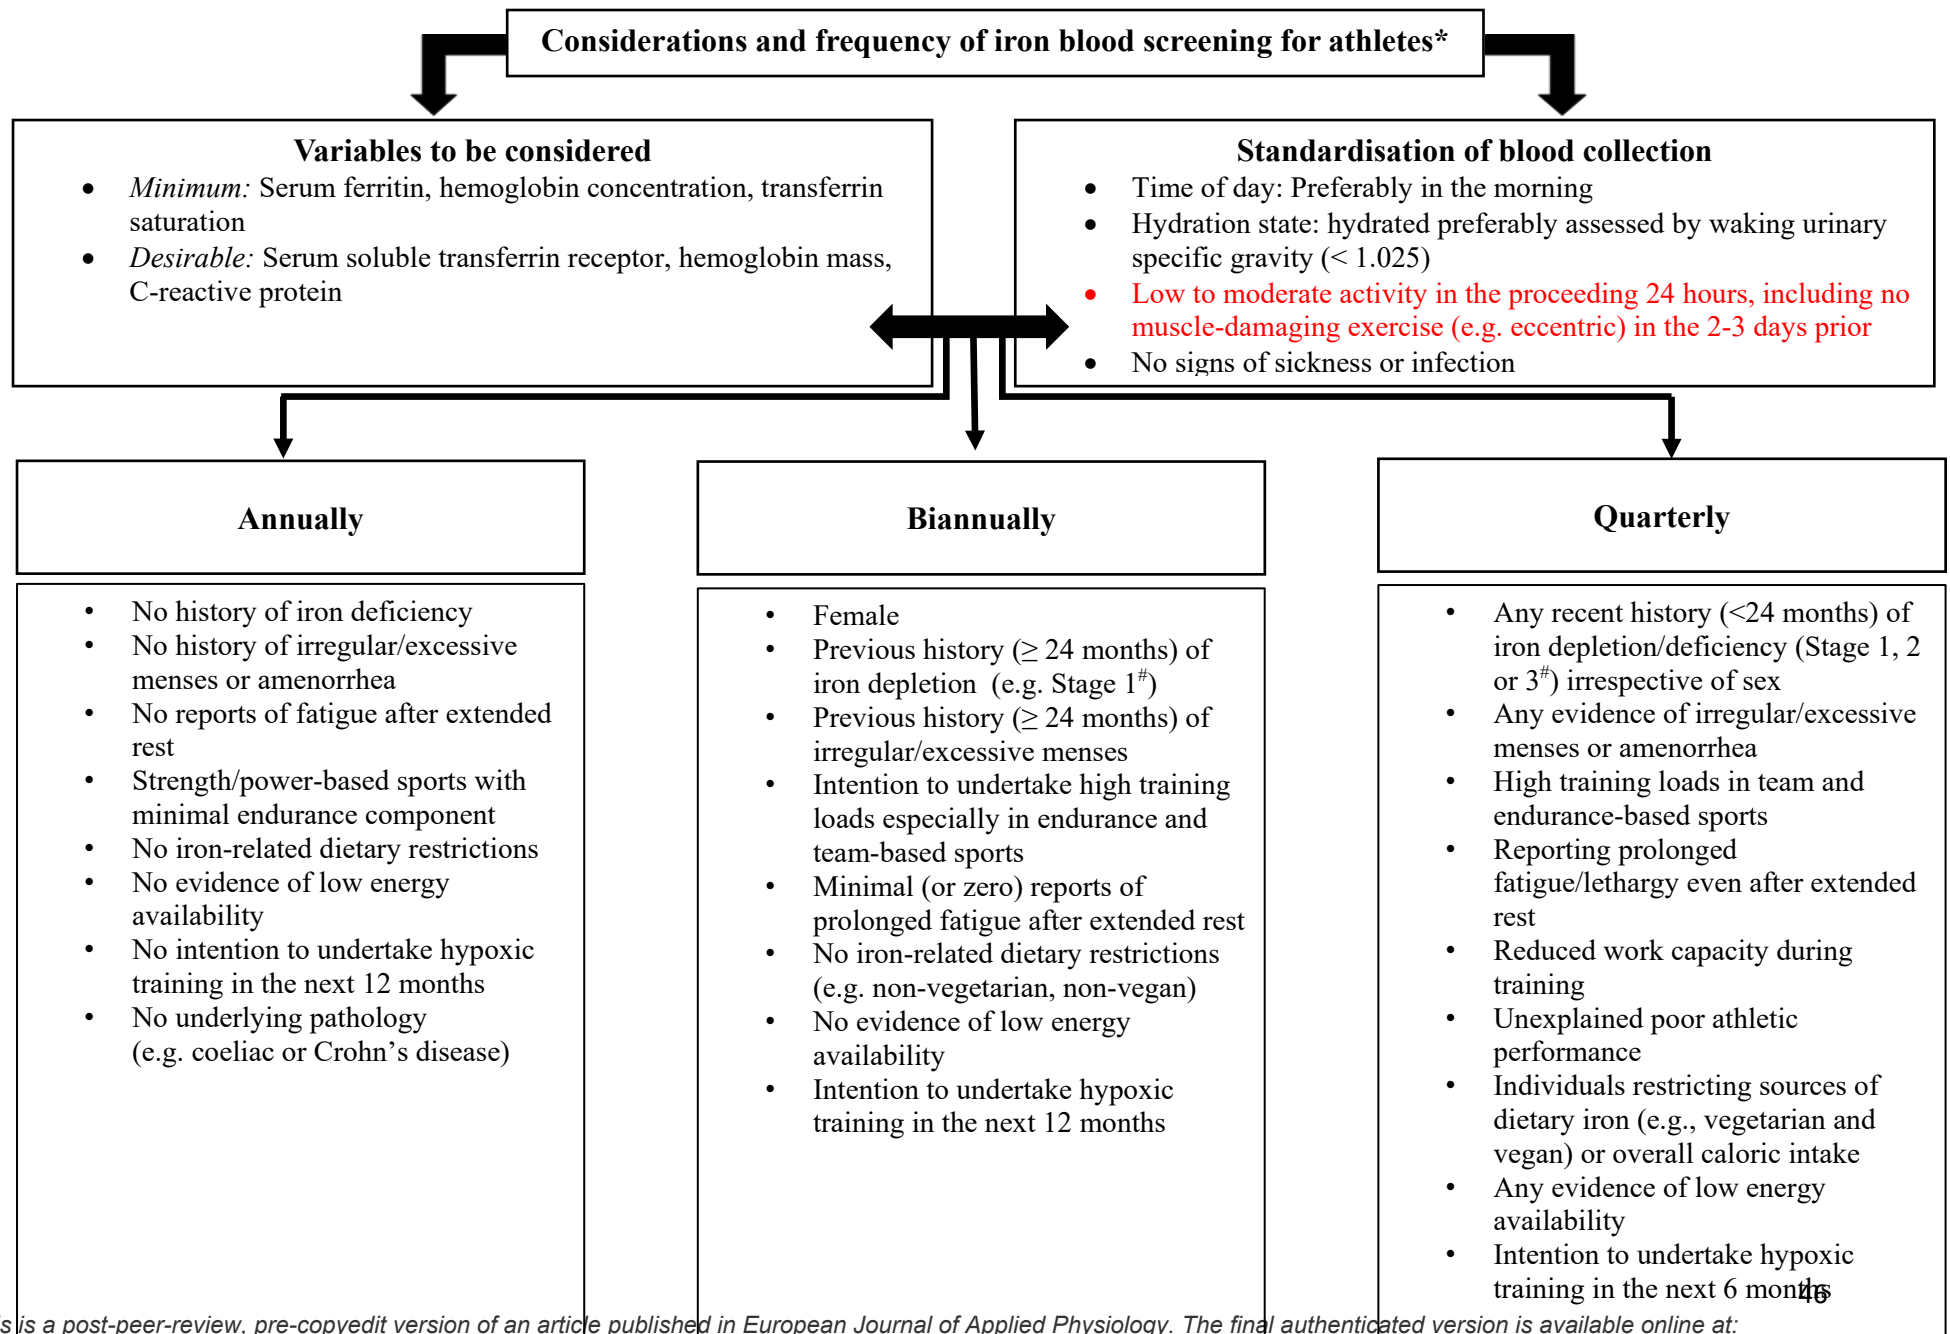 Considerations and frequency of iron blood screening for athletes*
Variables to be considered
• Minimum: Serum ferritin, hemoglobin concentration, transferrin
saturation
• Desirable: Serum soluble transferrin receptor, hemoglobin mass,
C-reactive protein
Standardisation of blood collection
• Time of day: Preferably in the morning
• Hydration state: hydrated preferably assessed by waking urinary
specific gravity (< 1.025)
• Low to moderate activity in the proceeding 24 hours, including no
muscle-damaging exercise (e.g. eccentric) in the 2-3 days prior
• No signs of sickness or infection
Annually
• No history of iron deficiency
• No history of irregular/excessive
menses or amenorrhea
• No reports of fatigue after extended
rest
• Strength/power-based sports with
minimal endurance component
• No iron-related dietary restrictions
• No evidence of low energy
availability
• No intention to undertake hypoxic
training in the next 12 months
• No underlying pathology
(e.g. coeliac or Crohn’s disease)
Biannually
• Female
• Previous history (≥ 24 months) of
iron depletion (e.g. Stage 1#)
• Previous history (≥ 24 months) of
irregular/excessive menses
• Intention to undertake high training
loads especially in endurance and
team-based sports
• Minimal (or zero) reports of
prolonged fatigue after extended rest
• No iron-related dietary restrictions
(e.g. non-vegetarian, non-vegan)
• No evidence of low energy
availability
• Intention to undertake hypoxic
training in the next 12 months
Quarterly
• Any recent history (<24 months) of
iron depletion/deficiency (Stage 1, 2
or 3#) irrespective of sex
• Any evidence of irregular/excessive
menses or amenorrhea
• High training loads in team and
endurance-based sports
• Reporting prolonged
fatigue/lethargy even after extended
rest
• Reduced work capacity during
training
• Unexplained poor athletic
performance
• Individuals restricting sources of
dietary iron (e.g., vegetarian and
vegan) or overall caloric intake
• Any evidence of low energy
availability
• Intention to undertake hypoxic
training in the next 6 months
46
is is a post-peer-review, pre-copyedit version of an article published in European Journal of Applied Physiology. The final authenticated version is available online at: